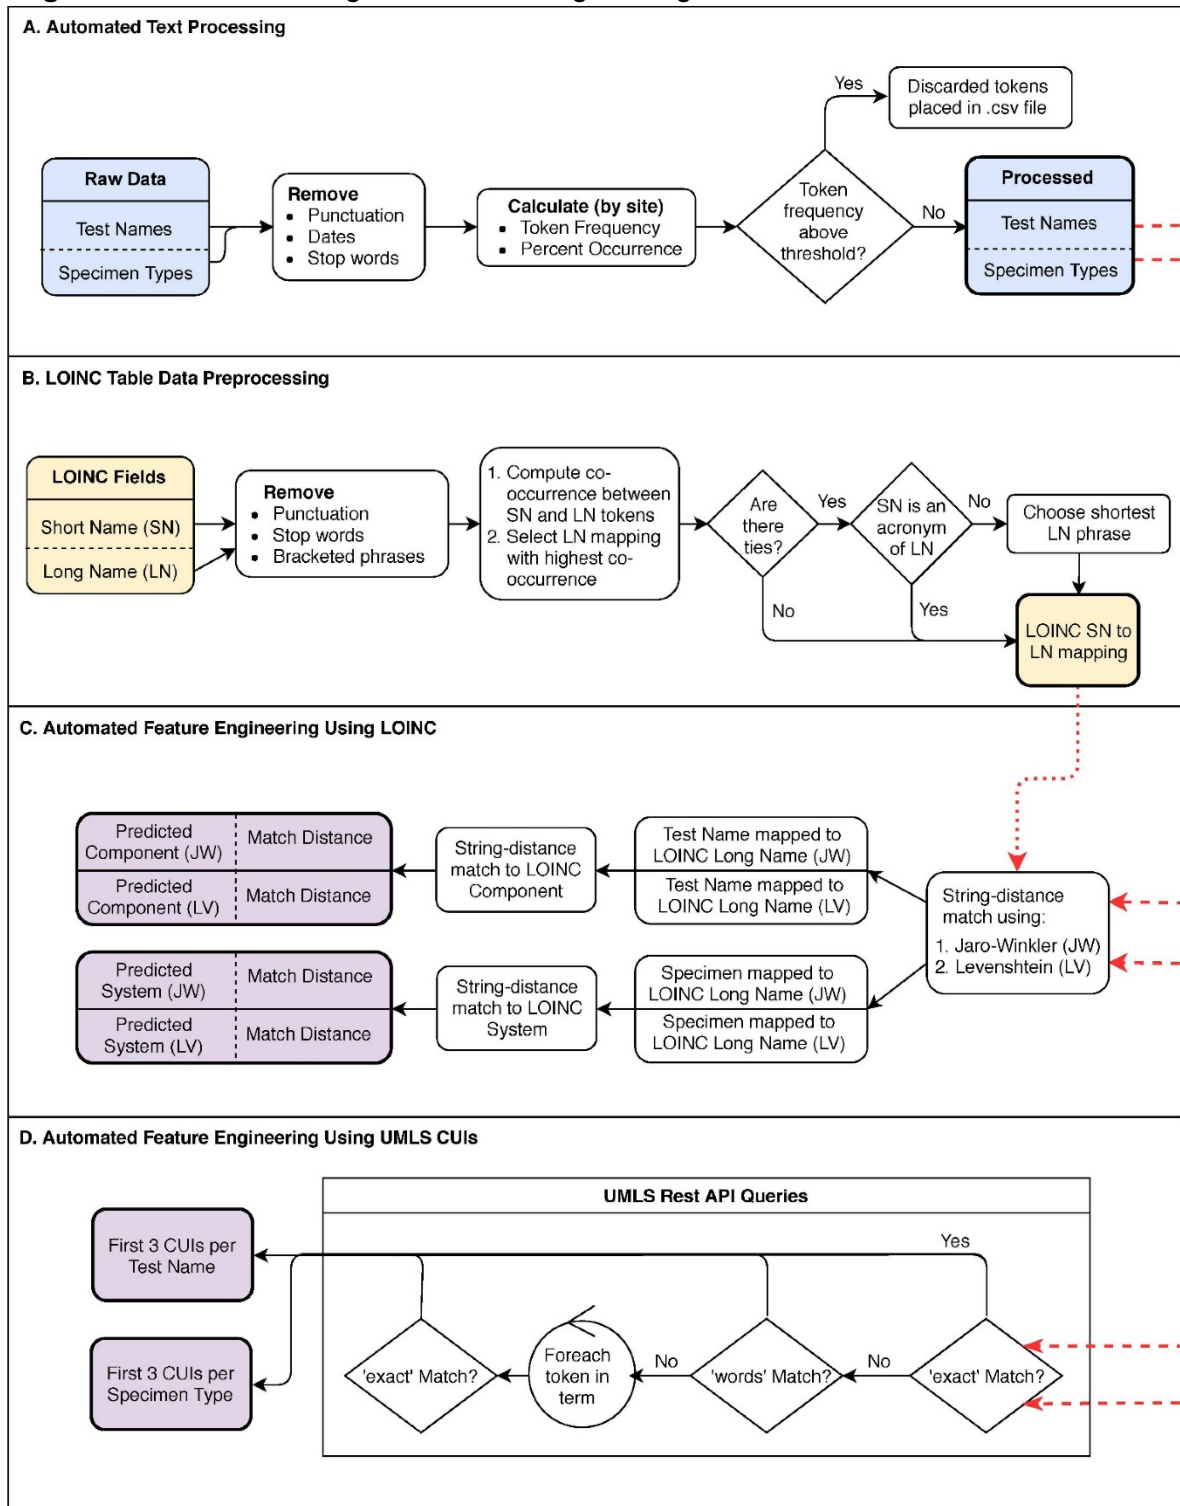 A. Automated Text Processing
Yes
Discarded tokens
placed in .csv file
Raw Data
Test Names
Specimen Types
Remove
• Punctuation
• Dates
• Stop words
Calculate (by site)
• Token Frequency
• Percent Occurrence
Token
frequency
above
threshold?
No
Processed
Test Names
Specimen Types
B. LOINC Table Data Preprocessing
LOINC Fields
Short Name (SN)
Long Name (LN)
Remove
• Punctuation
• Stop words
• Bracketed phrases
1. Compute co-
occurrence between
SN and LN tokens
2. Select LN mapping
with highest co-
occurrence
Are
there
ties?
Yes
No
SN is an
acronym
of LN
No
Yes
Choose shortest
LN phrase
LOINC SN to
LN mapping
C. Automated Feature Engineering Using LOINC
Predicted
Component (JW)
Match Distance
Predicted
Component (LV)
Match Distance
String-distance
match to LOINC
Component
Test Name mapped to
LOINC Long Name (JW)
Test Name mapped to
LOINC Long Name (LV)
String-distance
match using:
1. Jaro-Winkler (JW)
2. Levenshtein (LV)
Predicted
System (JW)
Match Distance
Predicted
System (LV)
Match Distance
String-distance
match to LOINC
System
Specimen mapped to
LOINC Long Name (JW)
Specimen mapped to
LOINC Long Name (LV)
D. Automated Feature Engineering Using UMLS CUIs
UMLS Rest API Queries
First 3 CUIs per
Test Name
First 3 CUIs per
Specimen Type
Yes
'exact' Match?
Foreach
token in
term
No
'words' Match?
No
'exact' Match?